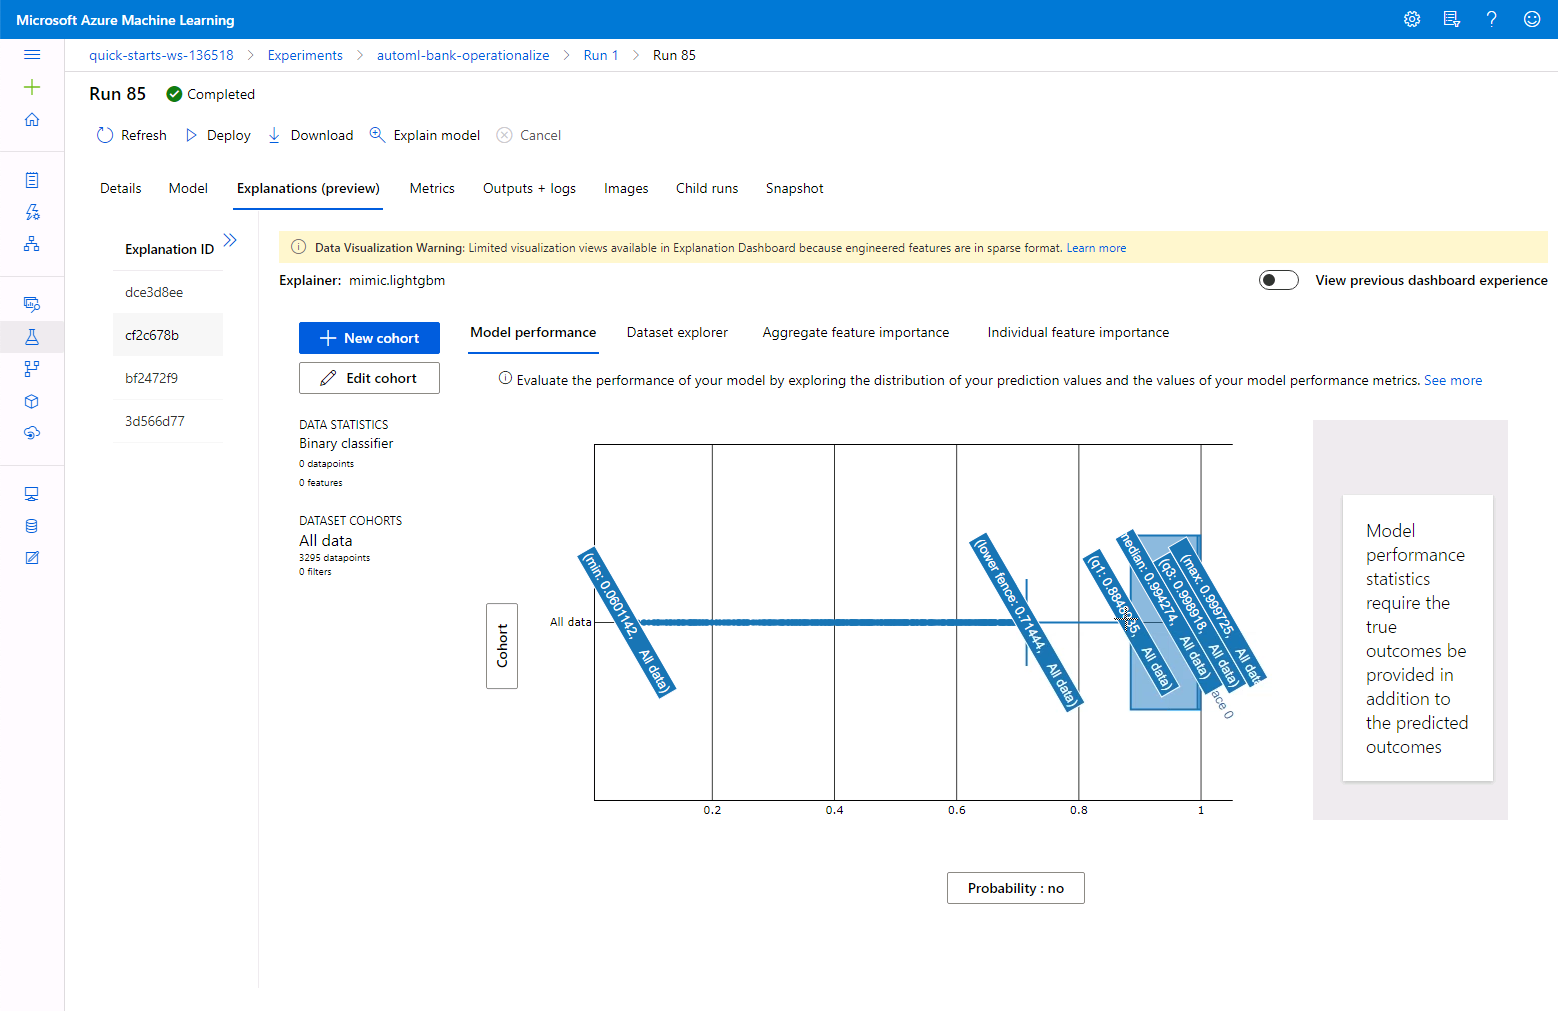 Microsoft Azure Machine Learning
quick-starts-ws-136518 > Experiments > automl-bank-operationalize > Run 1 > Run 85
Run 85 Completed
Refresh Deploy Download Explain model Cancel
Details Model Explanations (preview) Metrics Outputs + logs Images Child runs Snapshot
Explanation ID
dce3d8ee
cf2c678b
bf2472f9
3d566d77
Data Visualization Warning: Limited visualization views available in Explanation Dashboard because engineered features are in sparse format. Learn more
Explainer: mimic.lightgbm
View previous dashboard experience
New cohort
Edit cohort
Model performance Dataset explorer Aggregate feature importance Individual feature importance
Evaluate the performance of your model by exploring the distribution of your prediction values and the values of your model performance metrics. See more
DATA STATISTICS
Binary classifier
0 datapoints
0 features
DATASET COHORTS
All data
3295 datapoints
0 filters
Cohort
All data
(min: 0.0601142, All data)
(lower fence: 0.71444, All data)
(q1: All data)
median: 0.994274, All data)
(q3: 0.998918, All data)
(max: 0.999725, All data
ace 0
0.2 0.4 0.6 0.8 1
Probability : no
Model
performance
statistics
require the
true
outcomes be
provided in
addition to
the predicted
outcomes